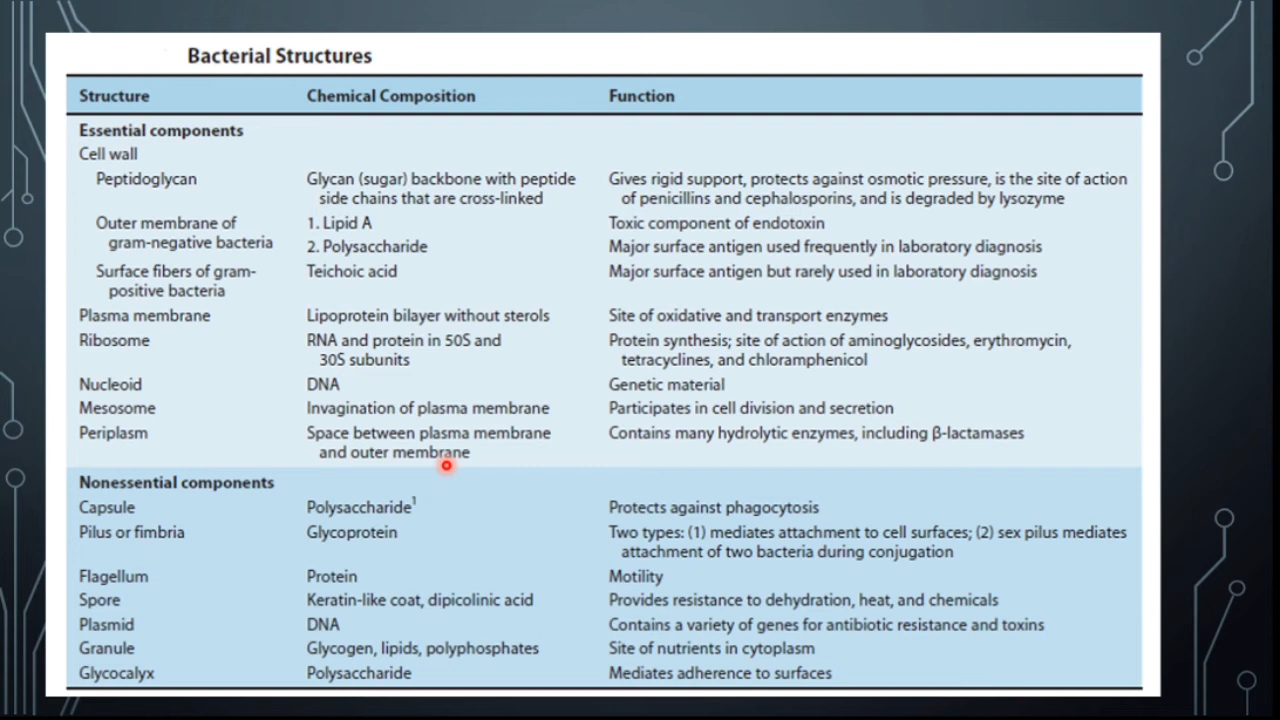 Bacterial Structures
Structure Chemical Composition Function
Essential components
Cell wall
Peptidoglycan Glycan (sugar) backbone with peptide Gives rigid support, protects against osmotic pressure, is the site of action
side chains that are cross-linked of penicillins and cephalosporins, and is degraded by lysozyme
Outer membrane of 1. Lipid A Toxic component of endotoxin
gram-negative bacteria 2. Polysaccharide Major surface antigen used frequently in laboratory diagnosis
Surface fibers of gram- Teichoic acid Major surface antigen but rarely used in laboratory diagnosis
positive bacteria
Plasma membrane Lipoprotein bilayer without sterols Site of oxidative and transport enzymes
Ribosome RNA and protein in 50S and Protein synthesis; site of action of aminoglycosides, erythromycin,
30S subunits tetracyclines, and chloramphenicol
Nucleoid DNA Genetic material
Mesosome Invagination of plasma membrane Participates in cell division and secretion
Periplasm Space between plasma membrane Contains many hydrolytic enzymes, including β-lactamases
and outer membrane
Nonessential components
Capsule Polysaccharide¹ Protects against phagocytosis
Pilus or fimbria Glycoprotein Two types: (1) mediates attachment to cell surfaces; (2) sex pilus mediates
attachment of two bacteria during conjugation
Flagellum Protein Motility
Spore Keratin-like coat, dipicolinic acid Provides resistance to dehydration, heat, and chemicals
Plasmid DNA Contains a variety of genes for antibiotic resistance and toxins
Granule Glycogen, lipids, polyphosphates Site of nutrients in cytoplasm
Glycocalyx Polysaccharide Mediates adherence to surfaces